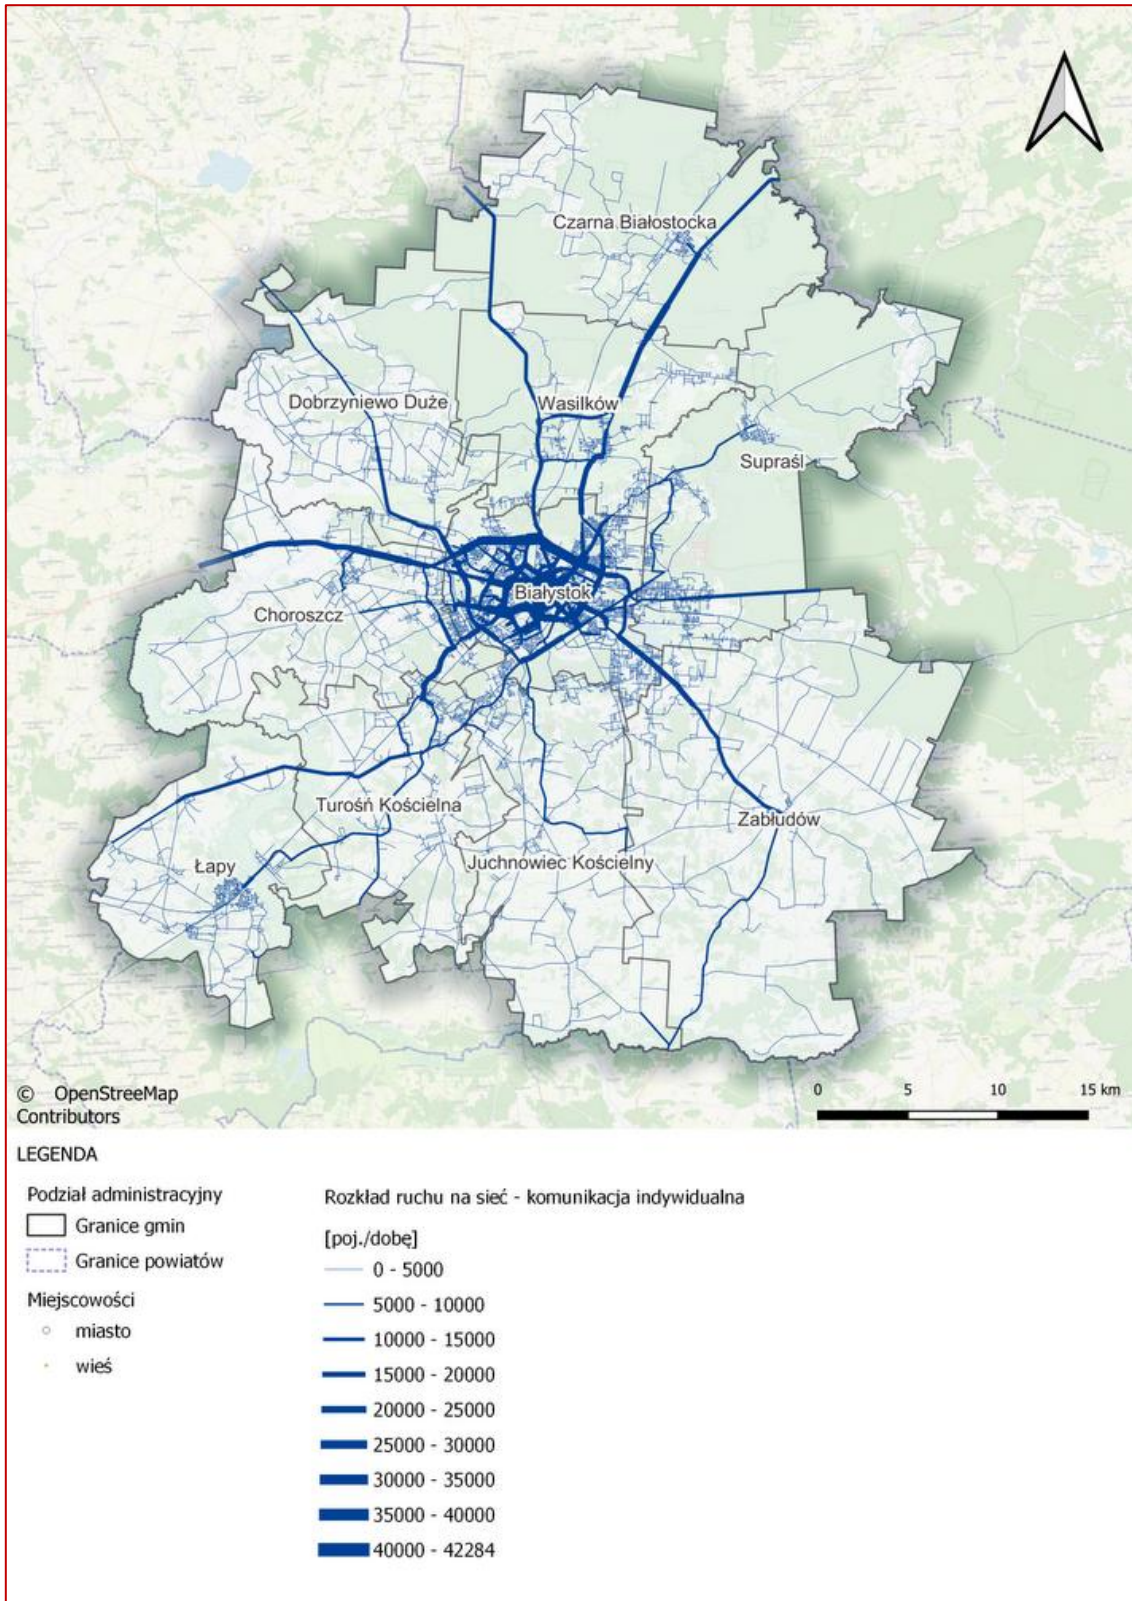 Czarna Białostocka
Dobrzyniewo Duże
Wasilków
Supraśl
Białystok
Choroszcz
Turośń Kościelna
Zabłudów
Łapy
Juchnowiec Kościelny
© OpenStreeMap
Contributors
0 5 10 15 km
LEGENDA
Podział administracyjny
Granice gmin
Granice powiatów
Miejscowości
miasto
wieś
Rozkład ruchu na sieć - komunikacja indywidualna
[poj./dobę]
0 - 5000
5000 - 10000
10000 - 15000
15000 - 20000
20000 - 25000
25000 - 30000
30000 - 35000
35000 - 40000
40000 - 42284